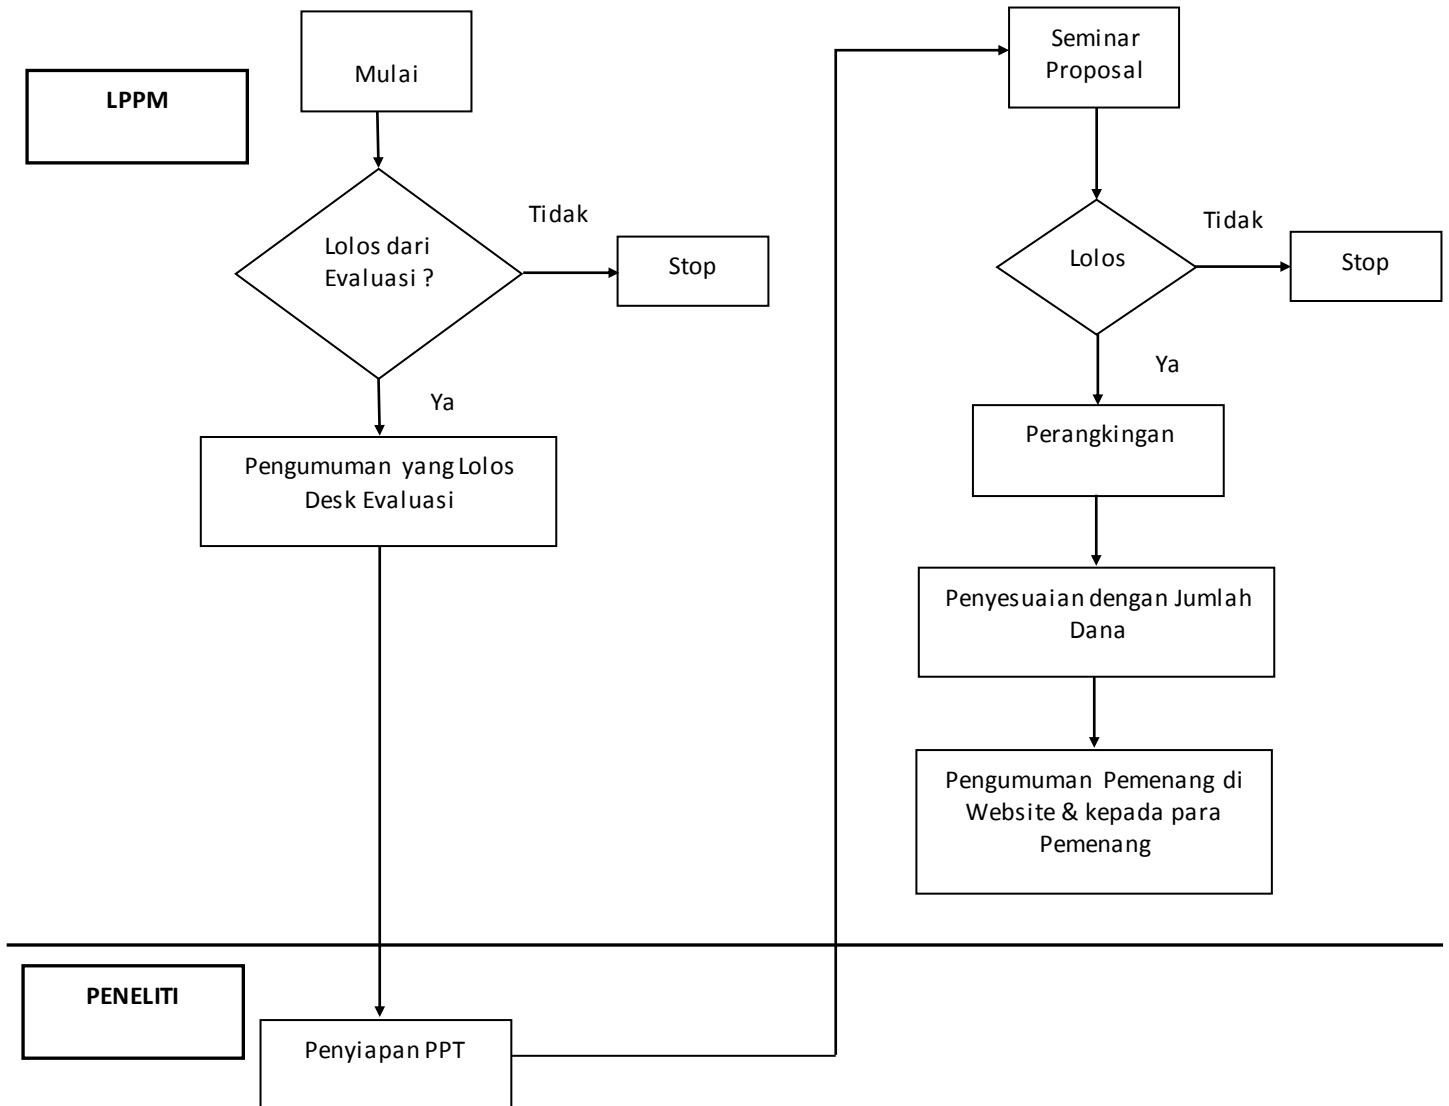 LPPM
Mulai
Lolos dari
Evaluasi ?
Tidak
Stop
Ya
Pengumuman yang Lolos
Desk Evaluasi
Seminar
Proposal
Lolos
Tidak
Stop
Ya
Perangkingan
Penyesuaian dengan Jumlah
Dana
Pengumuman Pemenang di
Website & kepada para
Pemenang
PENELITI
Penyiapan PPT